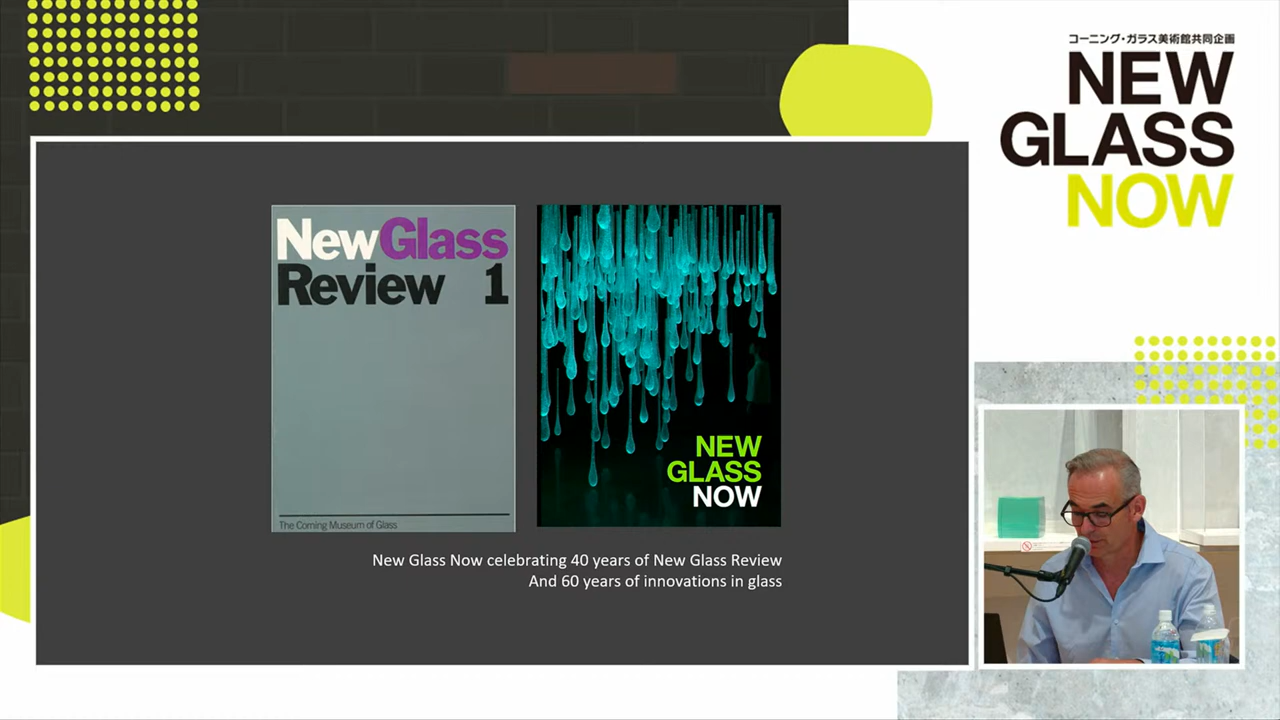 コーニング・ガラス美術館共同企画
NEW
GLASS
NOW
NewGlass
Review 1
The Corning Museum of Glass
NEW
GLASS
NOW
New Glass Now celebrating 40 years of New Glass Review
And 60 years of innovations in glass